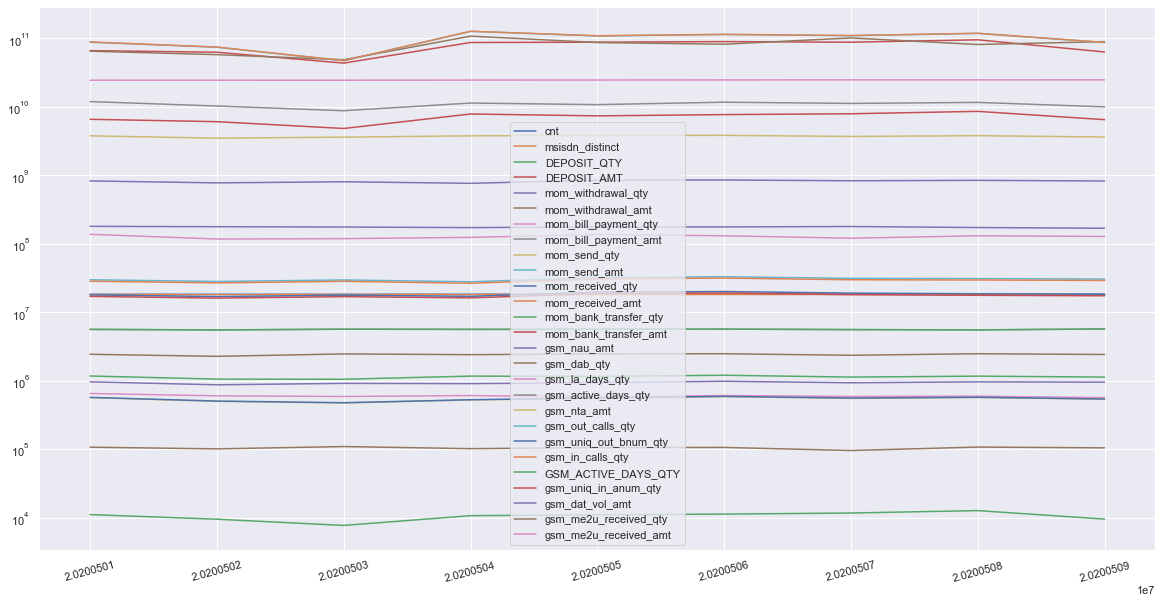 10^11
10^10
10^9
10^8
10^7
10^6
10^5
10^4
cnt
msisdn_distinct
DEPOSIT_QTY
DEPOSIT_AMT
mom_withdrawal_qty
mom_withdrawal_amt
mom_bill_payment_qty
mom_bill_payment_amt
mom_send_qty
mom_send_amt
mom_received_qty
mom_received_amt
mom_bank_transfer_qty
mom_bank_transfer_amt
gsm_nau_amt
gsm_dab_qty
gsm_la_days_qty
gsm_active_days_qty
gsm_nta_amt
gsm_out_calls_qty
gsm_uniq_out_bnum_qty
gsm_in_calls_qty
GSM_ACTIVE_DAYS_QTY
gsm_uniq_in_anum_qty
gsm_dat_vol_amt
gsm_me2u_received_qty
gsm_me2u_received_amt
2.0200501 2.0200502 2.0200503 2.0200504 2.0200505 2.0200506 2.0200507 2.0200508 2.0200509
1e7